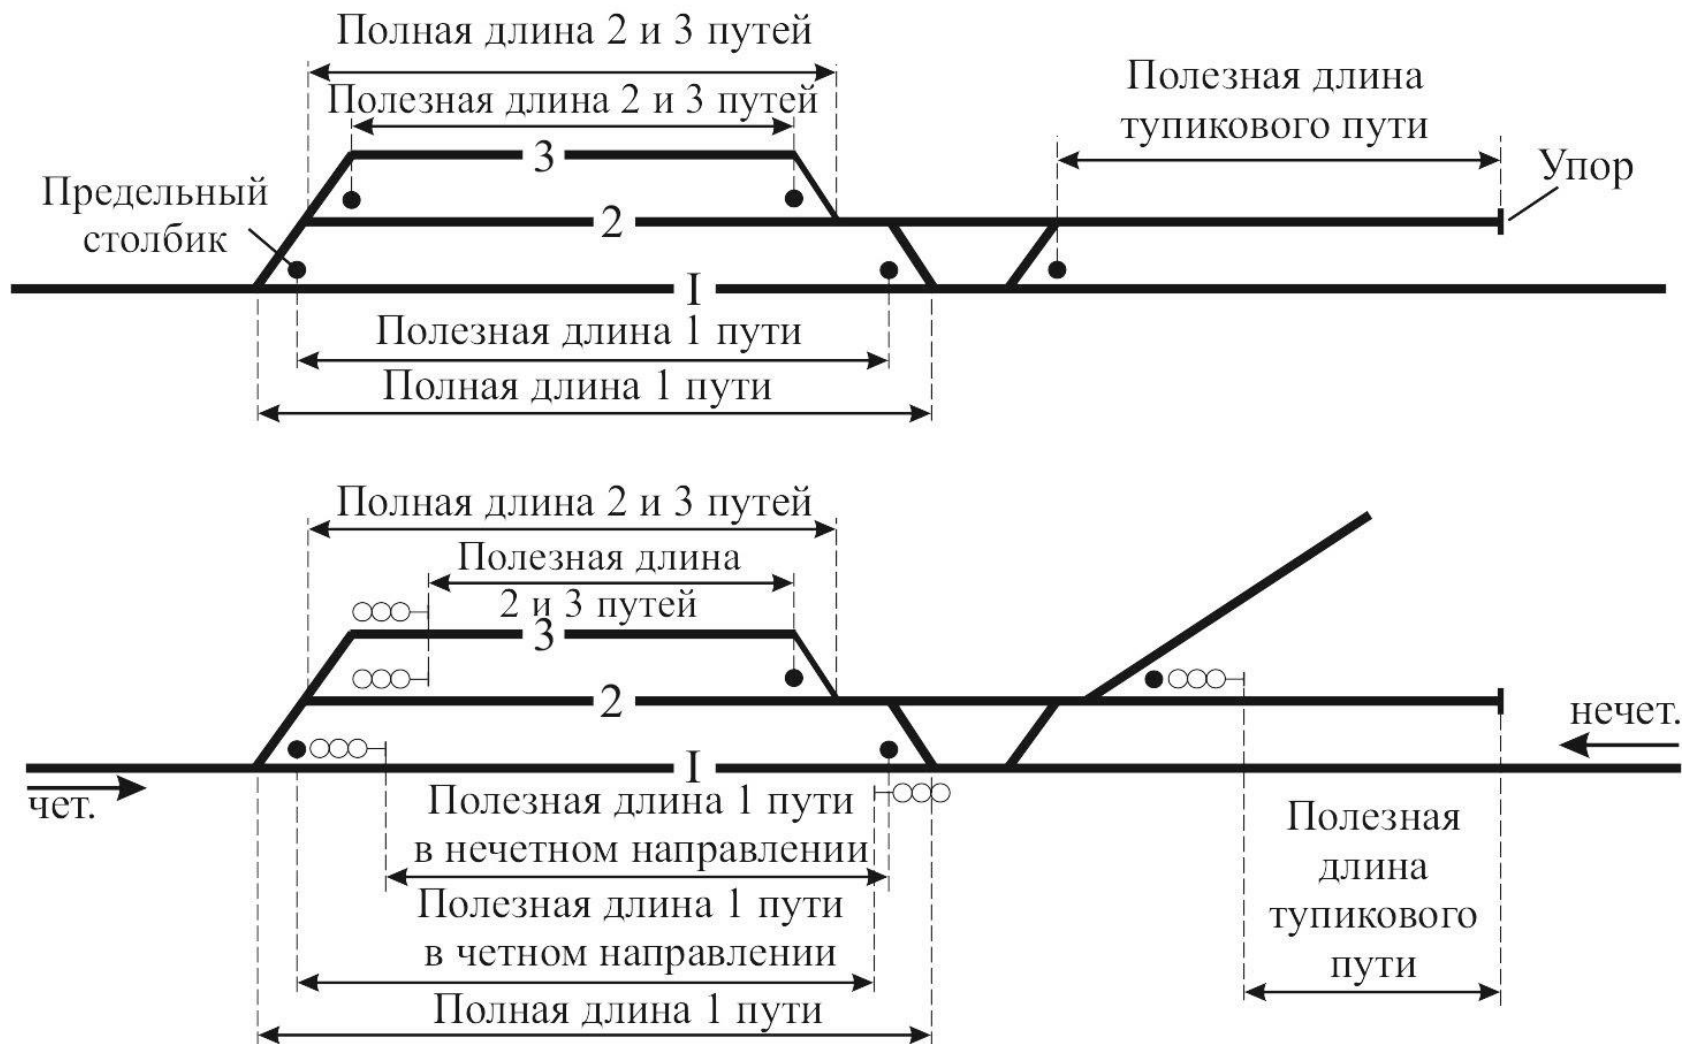 Полная длина 2 и 3 путей
Полезная длина 2 и 3 путей
Полезная длина
тупикового пути
3
Упор
Предельный
столбик
2
I
Полезная длина 1 пути
Полная длина 1 пути
Полная длина 2 и 3 путей
Полезная длина
2 и 3 путей
3
2
нечет.
I
чет.
Полезная длина 1 пути
в нечетном направлении
Полезная длина 1 пути
в четном направлении
Полная длина 1 пути
Полезная
длина
тупикового
пути